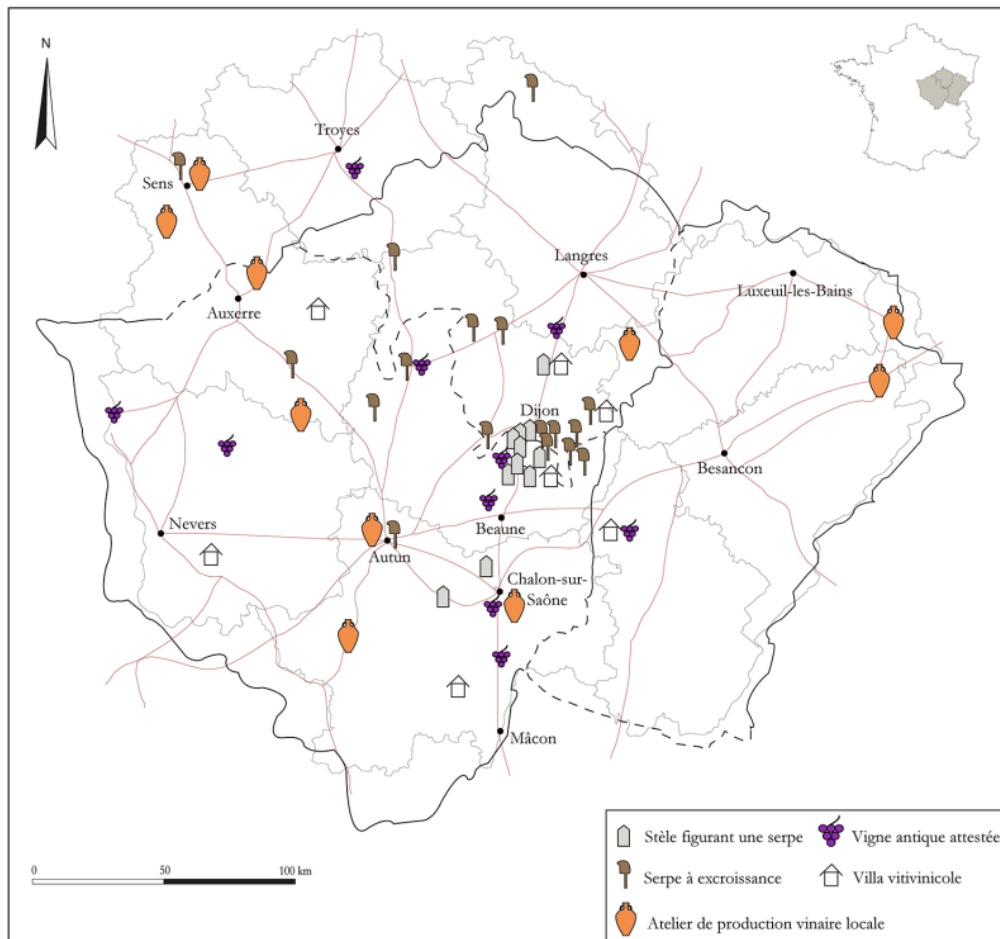 N
Troyes
Sens
Langres
Luxeuil-les-Bains
Auxerre
Dijon
Besançon
Nevers
Beaune
Autun
Chalon-sur-
Saône
Mâcon
0 50 100 km
Stèle figurant une serpe
Vigne antique attestée
Serpe à excroissance
Villa vitivinicole
Atelier de production vinaire locale